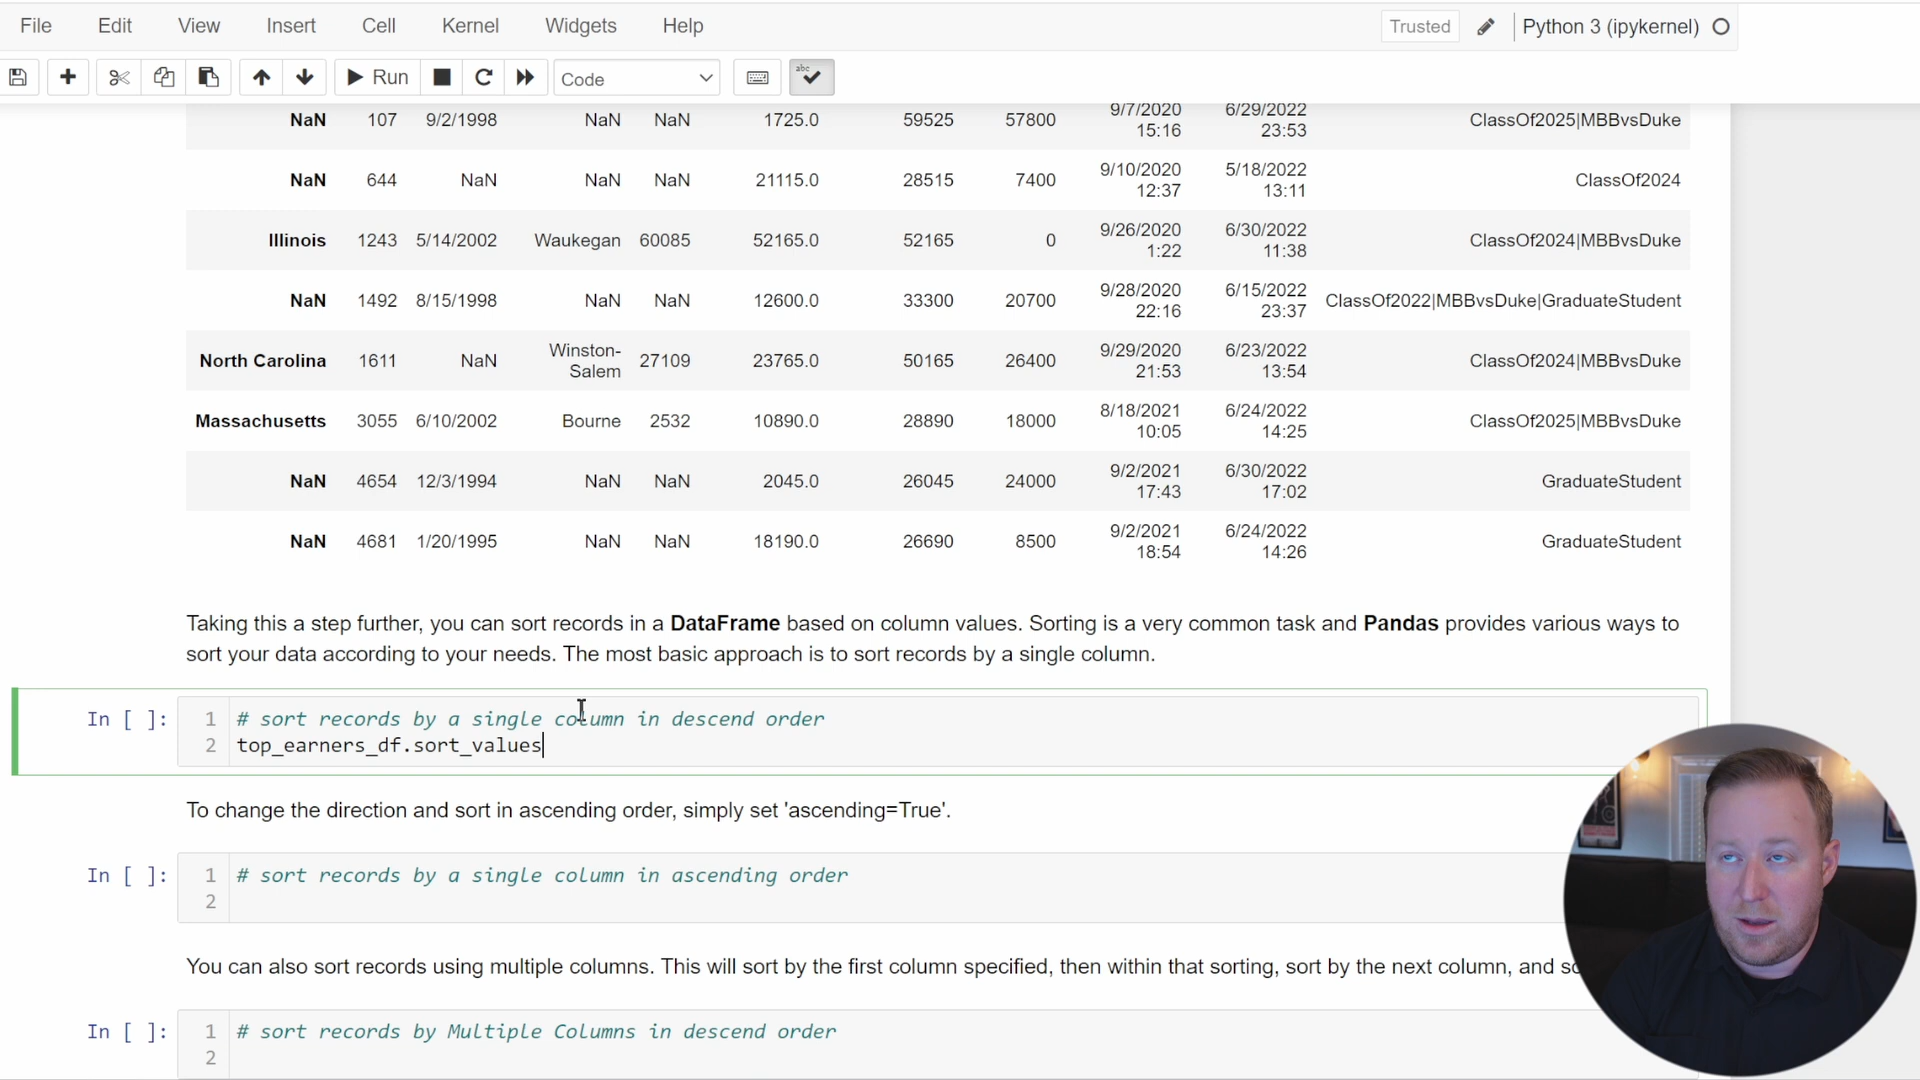 File Edit View Insert Cell Kernel Widgets Help Trusted Python 3 (ipykernel)
Run Code abc
NaN 107 9/2/1998 NaN NaN 1725.0 59525 57800 9/7/2020 15:16 6/29/2022 23:53 ClassOf2025|MBBvsDuke
NaN 644 NaN NaN NaN 21115.0 28515 7400 9/10/2020 12:37 5/18/2022 13:11 ClassOf2024
Illinois 1243 5/14/2002 Waukegan 60085 52165.0 52165 0 9/26/2020 1:22 6/30/2022 11:38 ClassOf2024|MBBvsDuke
NaN 1492 8/15/1998 NaN NaN 12600.0 33300 20700 9/28/2020 22:16 6/15/2022 23:37 ClassOf2022|MBBvsDuke|GraduateStudent
North Carolina 1611 NaN Winston-Salem 27109 23765.0 50165 26400 9/29/2020 21:53 6/23/2022 13:54 ClassOf2024|MBBvsDuke
Massachusetts 3055 6/10/2002 Bourne 2532 10890.0 28890 18000 8/18/2021 10:05 6/24/2022 14:25 ClassOf2025|MBBvsDuke
NaN 4654 12/3/1994 NaN NaN 2045.0 26045 24000 9/2/2021 17:43 6/30/2022 17:02 GraduateStudent
NaN 4681 1/20/1995 NaN NaN 18190.0 26690 8500 9/2/2021 18:54 6/24/2022 14:26 GraduateStudent
Taking this a step further, you can sort records in a DataFrame based on column values. Sorting is a very common task and Pandas provides various ways to
sort your data according to your needs. The most basic approach is to sort records by a single column.
In [ ]: 1 # sort records by a single column in descend order
2 top_earners_df.sort_values
To change the direction and sort in ascending order, simply set 'ascending=True'.
In [ ]: 1 # sort records by a single column in ascending order
2
You can also sort records using multiple columns. This will sort by the first column specified, then within that sorting, sort by the next column, and
In [ ]: 1 # sort records by Multiple Columns in descend order
2